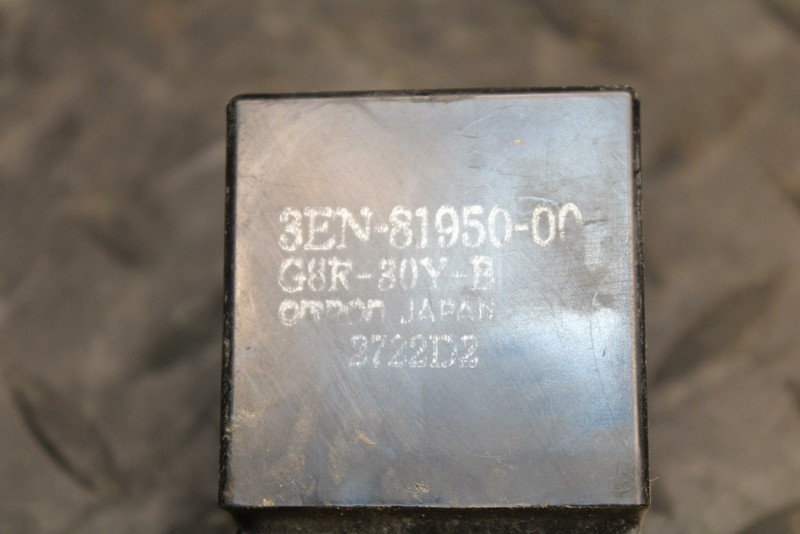 3EN-81950-00
G8R-30Y-B
OMRON JAPAN
2722D2